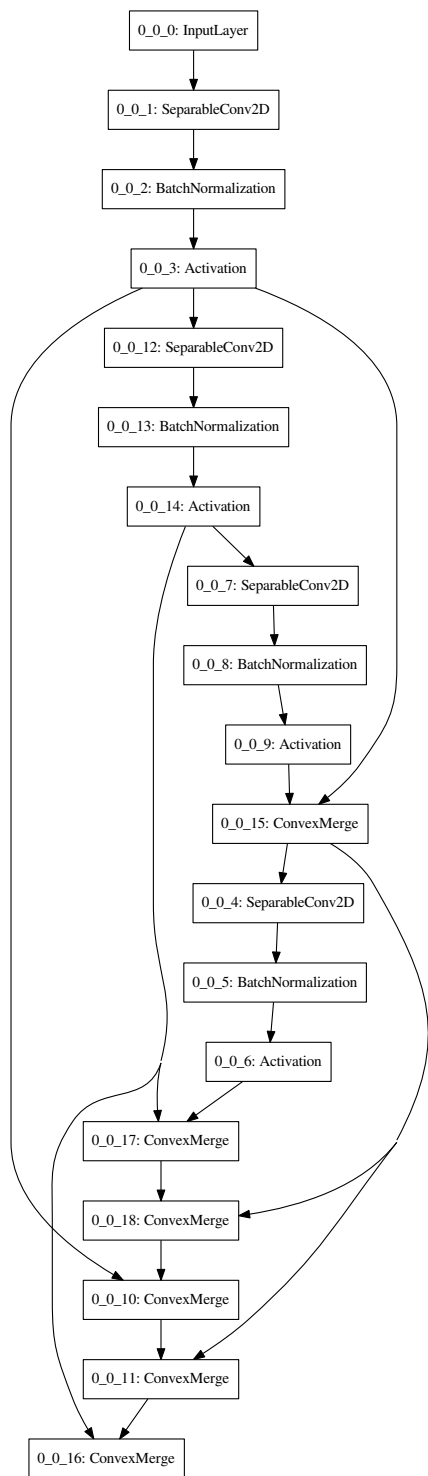 0_0_0: InputLayer
0_0_1: SeparableConv2D
0_0_2: BatchNormalization
0_0_3: Activation
0_0_12: SeparableConv2D
0_0_13: BatchNormalization
0_0_14: Activation
0_0_7: SeparableConv2D
0_0_8: BatchNormalization
0_0_9: Activation
0_0_15: ConvexMerge
0_0_4: SeparableConv2D
0_0_5: BatchNormalization
0_0_6: Activation
0_0_17: ConvexMerge
0_0_18: ConvexMerge
0_0_10: ConvexMerge
0_0_11: ConvexMerge
0_0_16: ConvexMerge